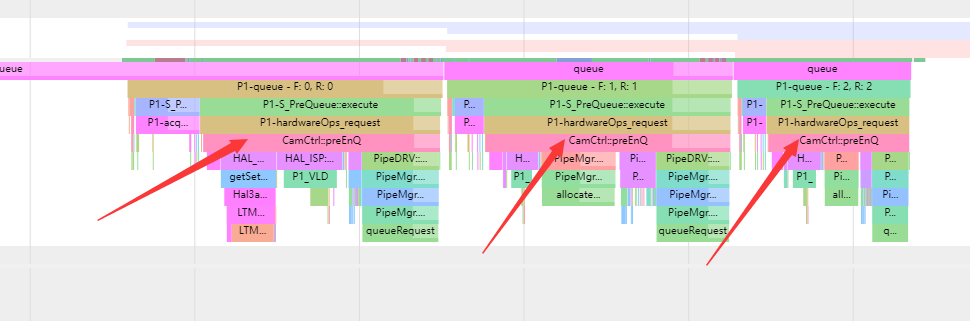 ueue queue queue
P1-queue - F: 0, R: 0 P1-queue - F: 1, R: 1 P1-queue - F: 2, R: 2
P1-S_P... P1-S_PreQueue::execute P... P1-S_PreQueue::execute P1- P1-S_PreQueue::execute
P1-acq... P1-hardwareOps_request P... P1-hardwareOps_request P1- P1-hardwareOps_request
CamCtrl::preEnQ CamCtrl::preEnQ CamCtrl::preEnQ
HAL_... HAL_ISP:... PipeDRV::... H... PipeMgr.... Pi... PipeDRV::... H... P... P...
getSet... P1_VLD PipeMgr.... P1_ PipeMgr.... P... PipeMgr.... P1_ Pi... P...
Hal3a... PipeMgr... allocate... PipeMgr... all... Pi...
LTM... PipeMgr.... PipeMgr.... P...
LTM... queueRequest queueRequest q...